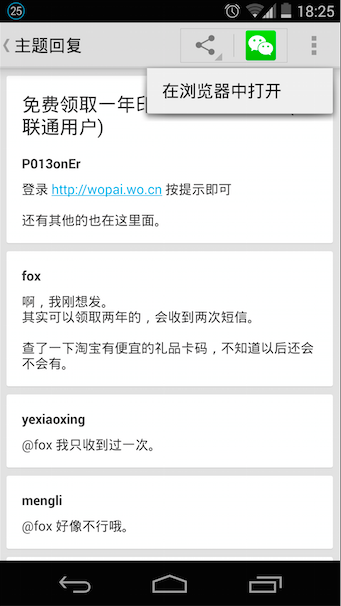 25
18:25
主题回复
在浏览器中打开
免费领取一年印
联通用户)
P013onEr
登录 http://wopai.wo.cn 按提示即可
还有其他的也在这里面。
fox
啊，我刚想发。
其实可以领取两年的，会收到两次短信。
查了一下淘宝有便宜的礼品卡码，不知道以后还会
不会有。
yexiaoxing
@fox 我只收到过一次。
mengli
@fox 好像不行哦。